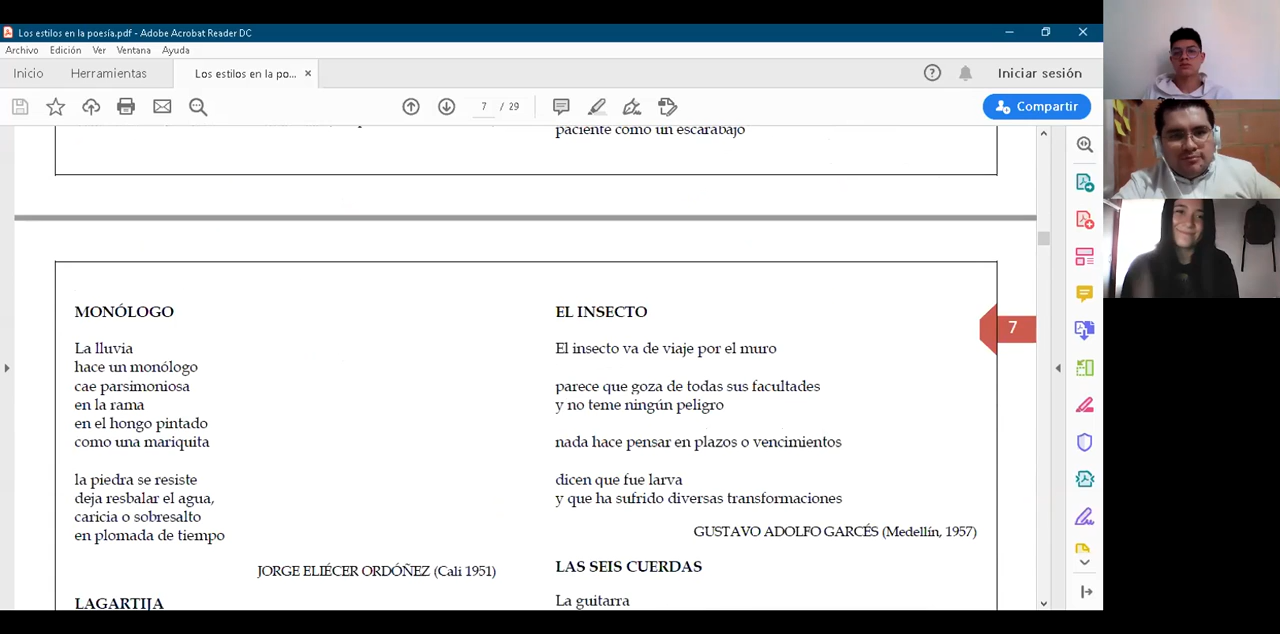 Los estilos en la poesía.pdf - Adobe Acrobat Reader DC
Archivo Edición Ver Ventana Ayuda
Inicio Herramientas Los estilos en la po... × Iniciar sesión
7 / 29 Compartir
paciente como un escarabajo
7
MONÓLOGO
La lluvia
hace un monólogo
cae parsimoniosa
en la rama
en el hongo pintado
como una mariquita
la piedra se resiste
deja resbalar el agua,
caricia o sobresalto
en plomada de tiempo
JORGE ELIÉCER ORDÓÑEZ (Cali 1951)
LAGARTIJA
EL INSECTO
El insecto va de viaje por el muro
parece que goza de todas sus facultades
y no teme ningún peligro
nada hace pensar en plazos o vencimientos
dicen que fue larva
y que ha sufrido diversas transformaciones
GUSTAVO ADOLFO GARCÉS (Medellín, 1957)
LAS SEIS CUERDAS
La guitarra